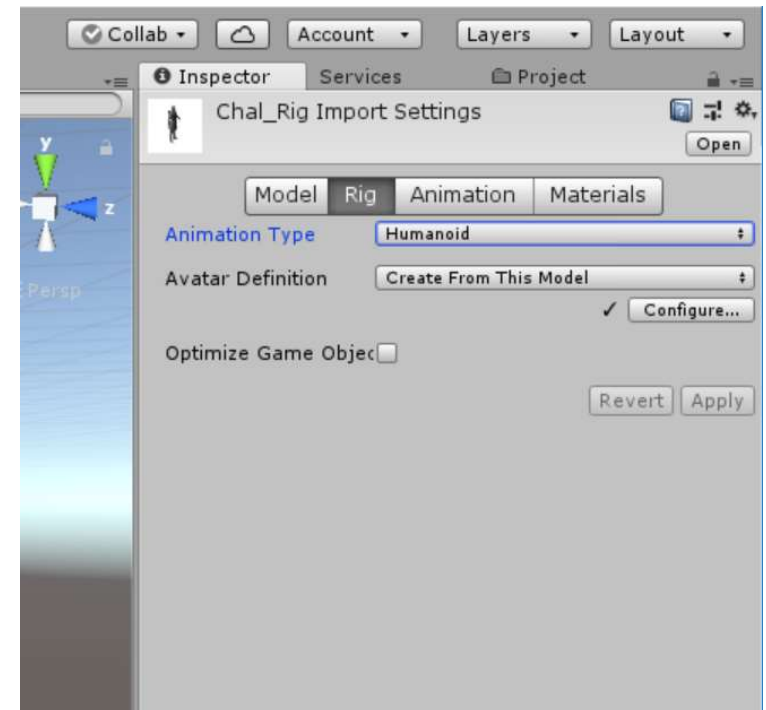 Collab Account Layers Layout
Inspector Services Project
Chal_Rig Import Settings
Open
y
z
Persp
Model Rig Animation Materials
Animation Type Humanoid
Avatar Definition Create From This Model
✓ Configure...
Optimize Game Objec
Revert Apply